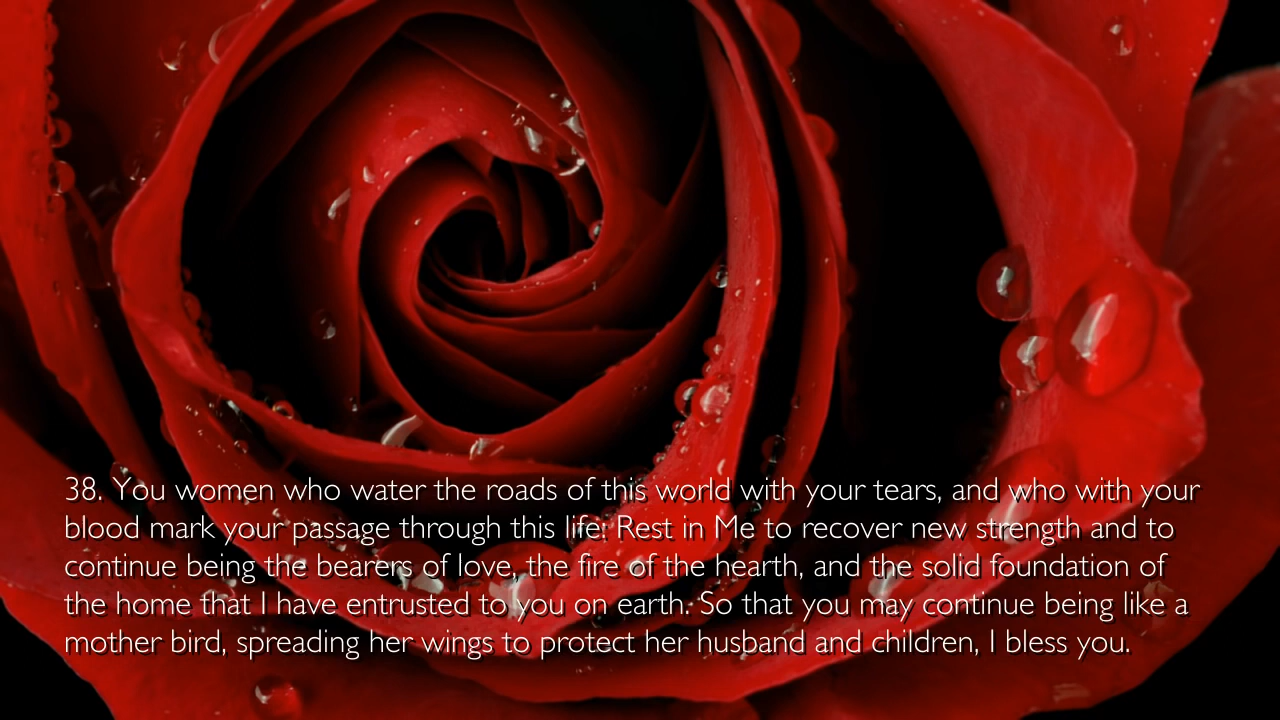 38. You women who water the roads of this world with your tears, and who with your
blood mark your passage through this life: Rest in Me to recover new strength and to
continue being the bearers of love, the fire of the hearth, and the solid foundation of
the home that I have entrusted to you on earth. So that you may continue being like a
mother bird, spreading her wings to protect her husband and children, I bless you.